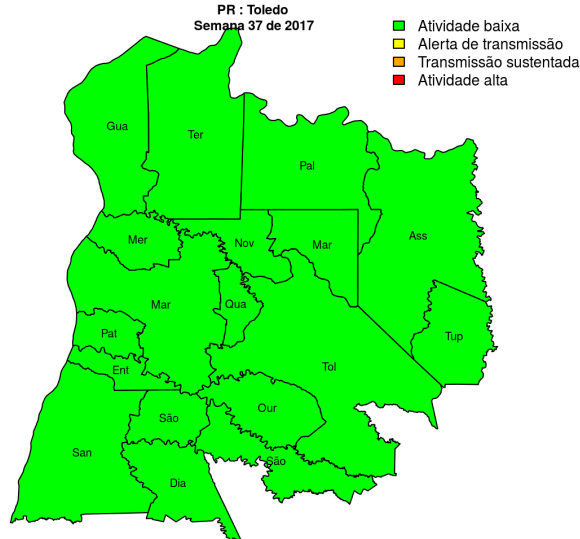 PR : Toledo
Semana 37 de 2017
Atividade baixa
Alerta de transmissão
Transmissão sustentada
Atividade alta
Gua
Ter
Pal
Ass
Mer
Nov
Mar
Mar
Qua
Pat
Tup
Ent
Tol
Our
São
San
São
Dia